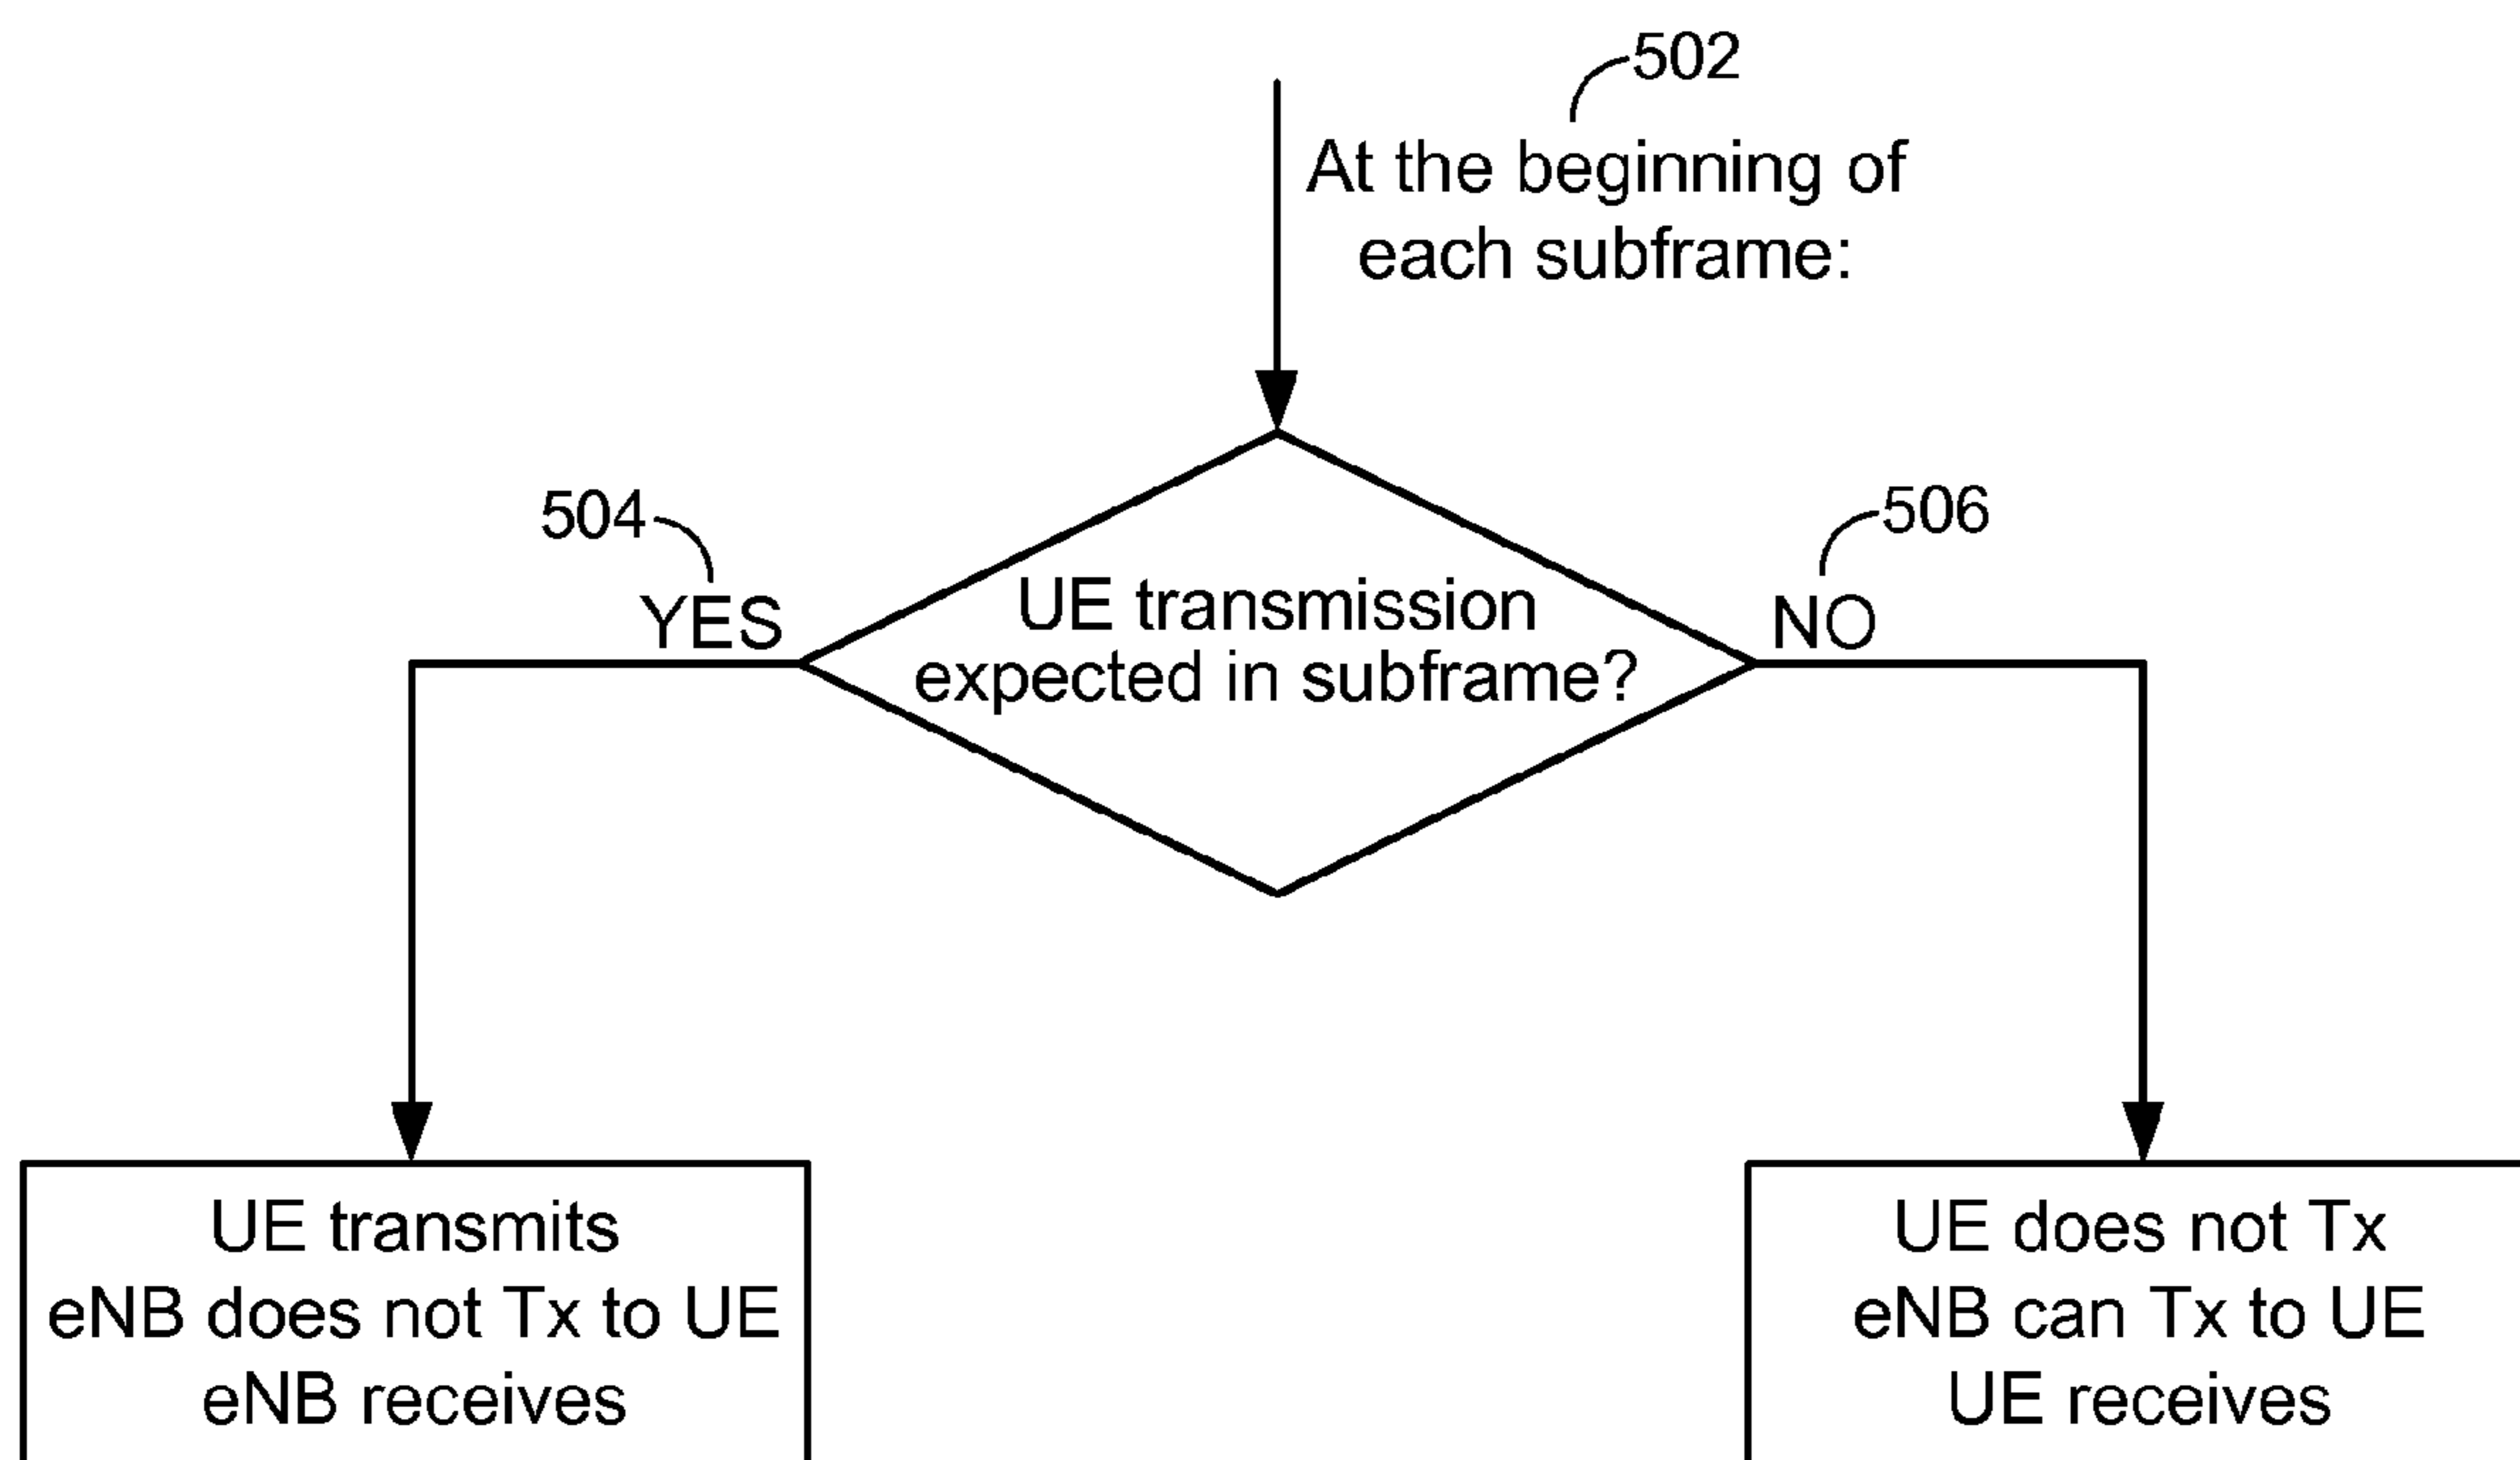 502
At the beginning of
each subframe:
504
506
YES
NO
UE transmission
expected in subframe?
UE transmits
eNB does not Tx to UE
eNB receives
UE does not Tx
eNB can Tx to UE
UE receives